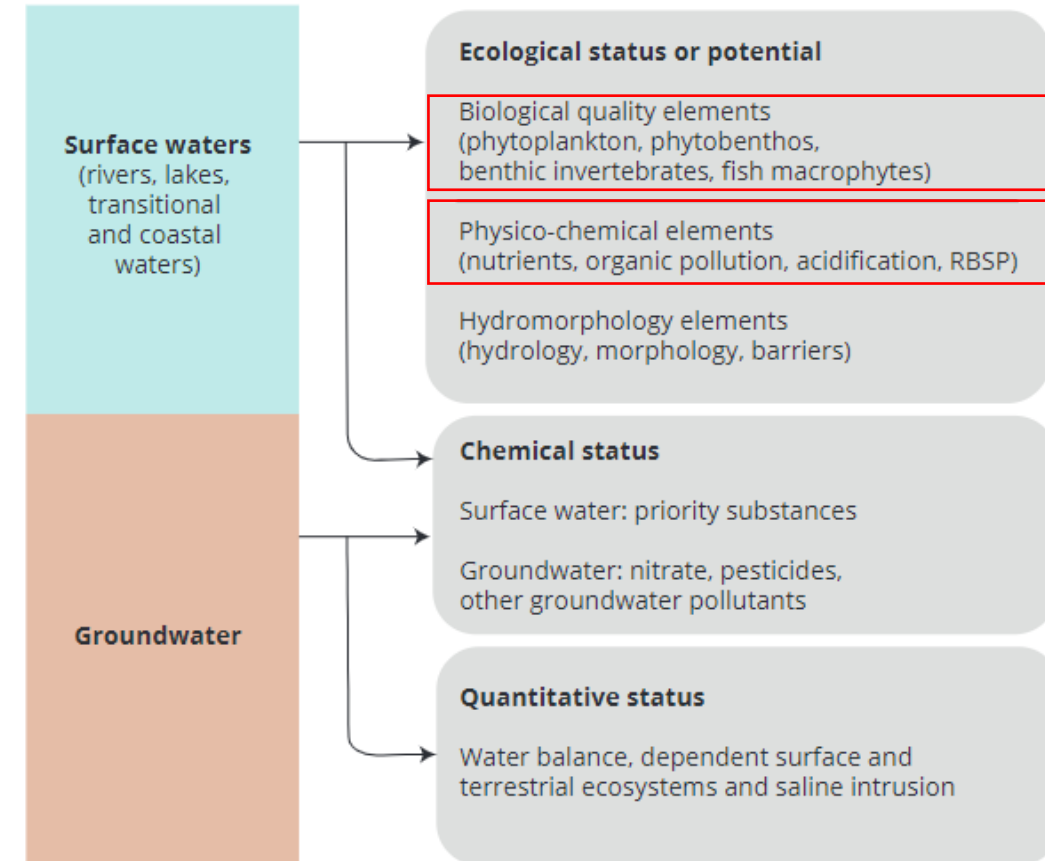 Surface waters
(rivers, lakes,
transitional
and coastal
waters)
Groundwater
Ecological status or potential
Biological quality elements
(phytoplankton, phytobenthos,
benthic invertebrates, fish macrophytes)
Physico-chemical elements
(nutrients, organic pollution, acidification, RBSP)
Hydromorphology elements
(hydrology, morphology, barriers)
Chemical status
Surface water: priority substances
Groundwater: nitrate, pesticides,
other groundwater pollutants
Quantitative status
Water balance, dependent surface and
terrestrial ecosystems and saline intrusion